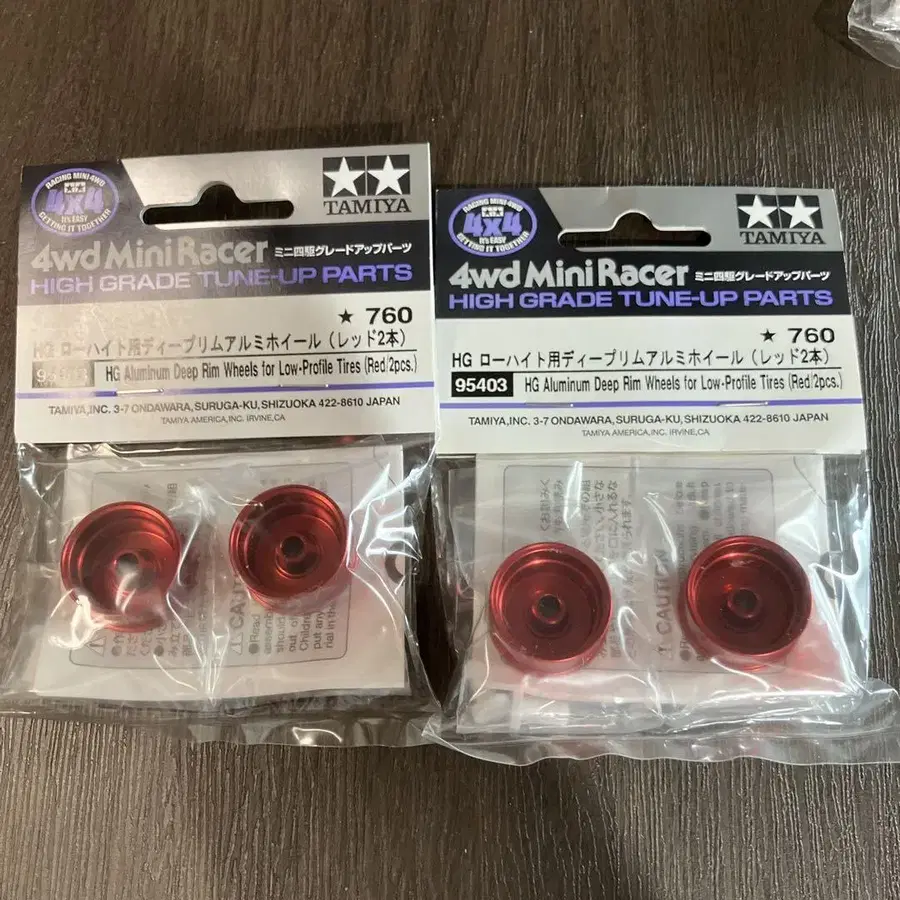 RACING MINI 4WD
4x4
IT'S EASY
GETTING IT TOGETHER
TAMIYA
4wd Mini Racer ミニ四駆グレードアップパーツ
HIGH GRADE TUNE-UP PARTS
★ 760
HG ローハイト用ディープリムアルミホイール（レッド2本）
HG Aluminum Deep Rim Wheels for Low-Profile Tires (Red/2pcs.)
TAMIYA,INC. 3-7 ONDAWARA, SURUGA-KU, SHIZUOKA 422-8610 JAPAN
TAMIYA AMERICA,INC. IRVINE,CA
CAUTION
RACING MINI 4WD
4x4
IT'S EASY
GETTING IT TOGETHER
TAMIYA
4wd Mini Racer ミニ四駆グレードアップパーツ
HIGH GRADE TUNE-UP PARTS
★ 760
HG ローハイト用ディープリムアルミホイール（レッド2本）
95403 HG Aluminum Deep Rim Wheels for Low-Profile Tires (Red/2pcs.)
TAMIYA,INC. 3-7 ONDAWARA, SURUGA-KU, SHIZUOKA 422-8610 JAPAN
TAMIYA AMERICA,INC. IRVINE,CA
CAUTION